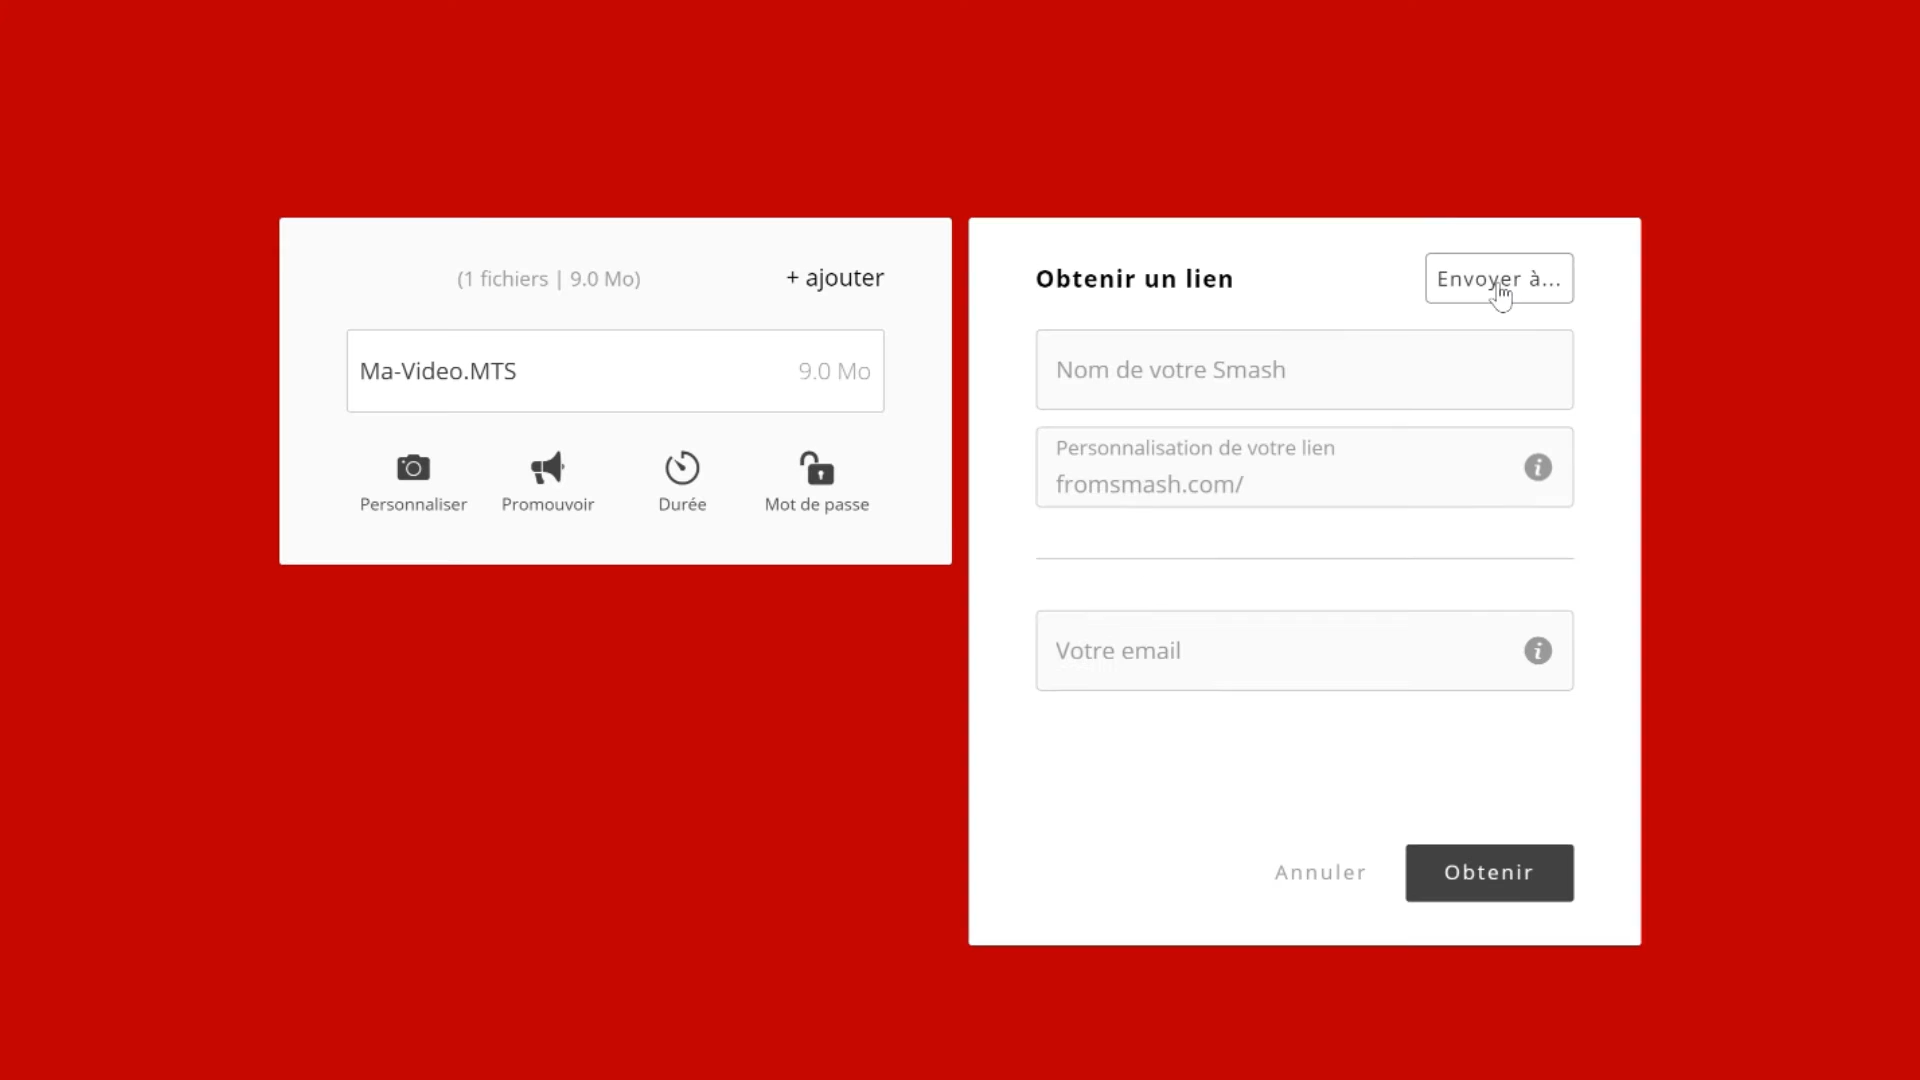 (1 fichiers | 9.0 Mo)
+ ajouter
Ma-Video.MTS
9.0 Mo
Personnaliser
Promouvoir
Durée
Mot de passe
Obtenir un lien
Envoyer à...
Nom de votre Smash
Personnalisation de votre lien
fromsmash.com/
Votre email
Annuler
Obtenir